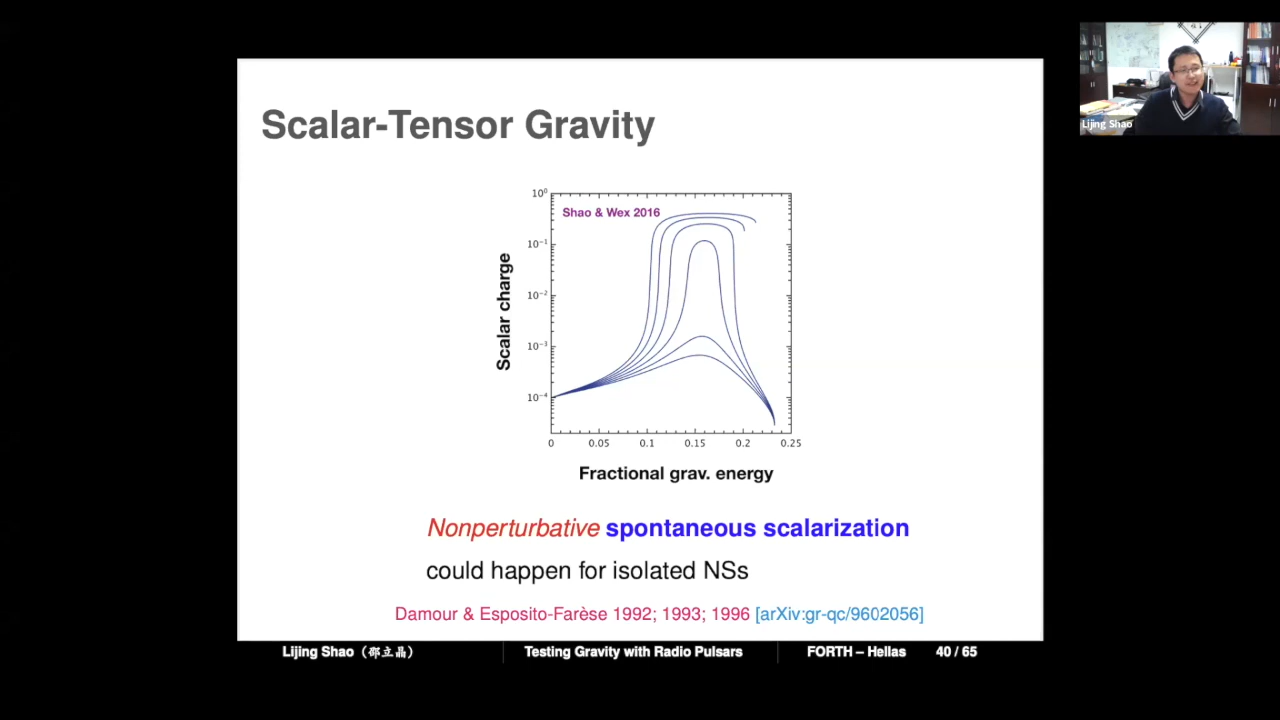 Scalar-Tensor Gravity
Lijing Shao
Shao & Wex 2016
10⁰
10⁻¹
10⁻²
10⁻³
10⁻⁴
Scalar charge
0 0.05 0.1 0.15 0.2 0.25
Fractional grav. energy
Nonperturbative spontaneous scalarization
could happen for isolated NSs
Damour & Esposito-Farèse 1992; 1993; 1996 [arXiv:gr-qc/9602056]
Lijing Shao (邵立晶) Testing Gravity with Radio Pulsars FORTH – Hellas 40 / 65